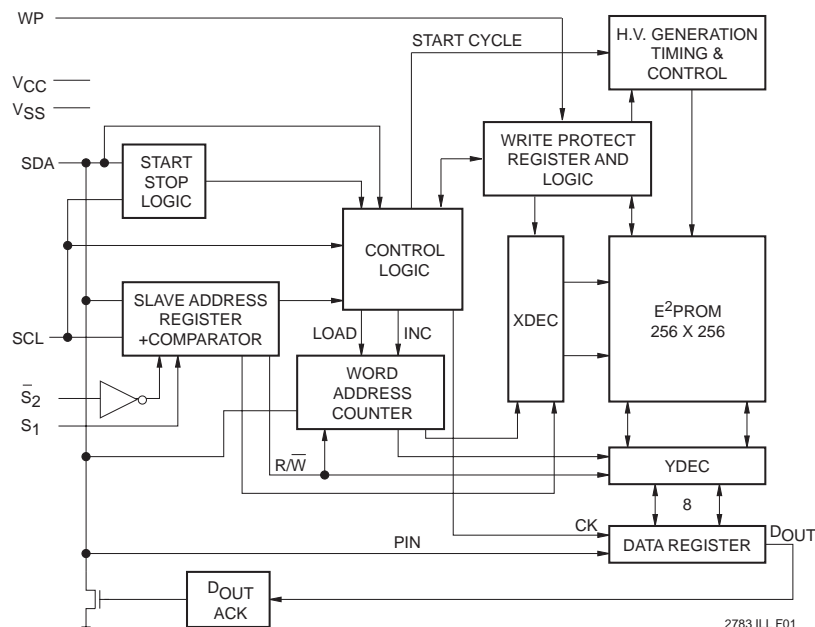 WP
START CYCLE
H.V. GENERATION
TIMING &
CONTROL
VCC
VSS
SDA
START
STOP
LOGIC
WRITE PROTECT
REGISTER AND
LOGIC
CONTROL
LOGIC
SLAVE ADDRESS
REGISTER
+COMPARATOR
SCL
XDEC
E²PROM
256 X 256
LOAD
INC
WORD
ADDRESS
COUNTER
S̅2
S1
R/W̅
YDEC
8
CK
DOUT
PIN
DATA REGISTER
DOUT
ACK
2783 ILL F01